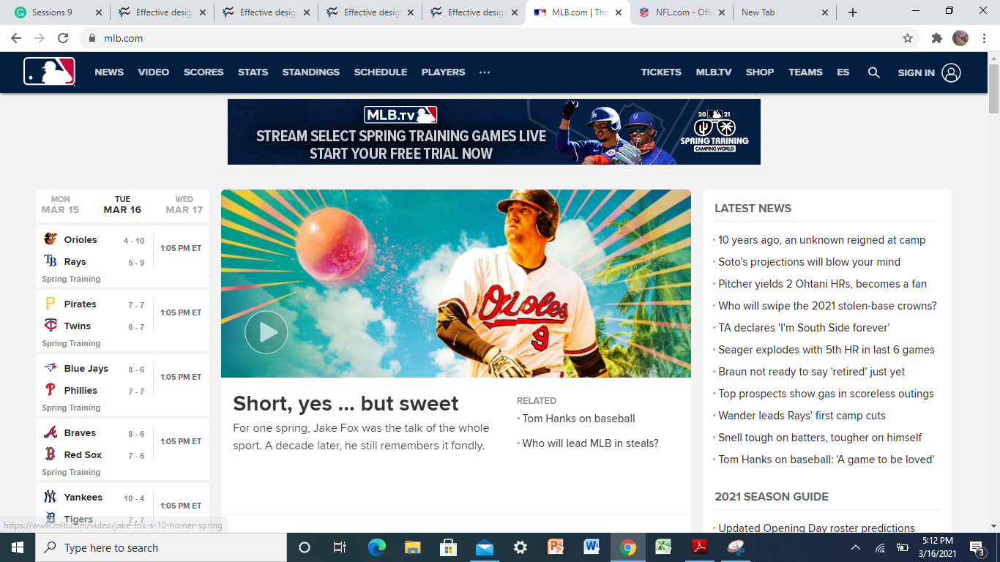 Sessions 9
Effective desig
Effective desig
Effective desig
Effective desig
MLB.com | The
NFL.com - Offi
New Tab
mlb.com
NEWS VIDEO SCORES STATS STANDINGS SCHEDULE PLAYERS ... TICKETS MLB.TV SHOP TEAMS ES SIGN IN
MLB.TV
STREAM SELECT SPRING TRAINING GAMES LIVE
START YOUR FREE TRIAL NOW
20 21
SPRING TRAINING
CAMPING WORLD
MON MAR 15
TUE MAR 16
WED MAR 17
Orioles 4 - 10 1:05 PM ET
Rays 5 - 9
Spring Training
Pirates 7 - 7 1:05 PM ET
Twins 6 - 7
Spring Training
Blue Jays 8 - 6 1:05 PM ET
Phillies 7 - 7
Spring Training
Braves 8 - 6 1:05 PM ET
Red Sox 7 - 6
Spring Training
Yankees 10 - 4 1:05 PM ET
Tigers 7 - 7
Orioles
9
Short, yes ... but sweet
For one spring, Jake Fox was the talk of the whole
sport. A decade later, he still remembers it fondly.
RELATED
Tom Hanks on baseball
Who will lead MLB in steals?
LATEST NEWS
10 years ago, an unknown reigned at camp
Soto's projections will blow your mind
Pitcher yields 2 Ohtani HRs, becomes a fan
Who will swipe the 2021 stolen-base crowns?
TA declares 'I'm South Side forever'
Seager explodes with 5th HR in last 6 games
Braun not ready to say 'retired' just yet
Top prospects show gas in scoreless outings
Wander leads Rays' first camp cuts
Snell tough on batters, tougher on himself
Tom Hanks on baseball: 'A game to be loved'
2021 SEASON GUIDE
Updated Opening Day roster predictions
https://www.mlb.com/video/jake-fox-s-10-homer-spring
Type here to search
5:12 PM
3/16/2021
3